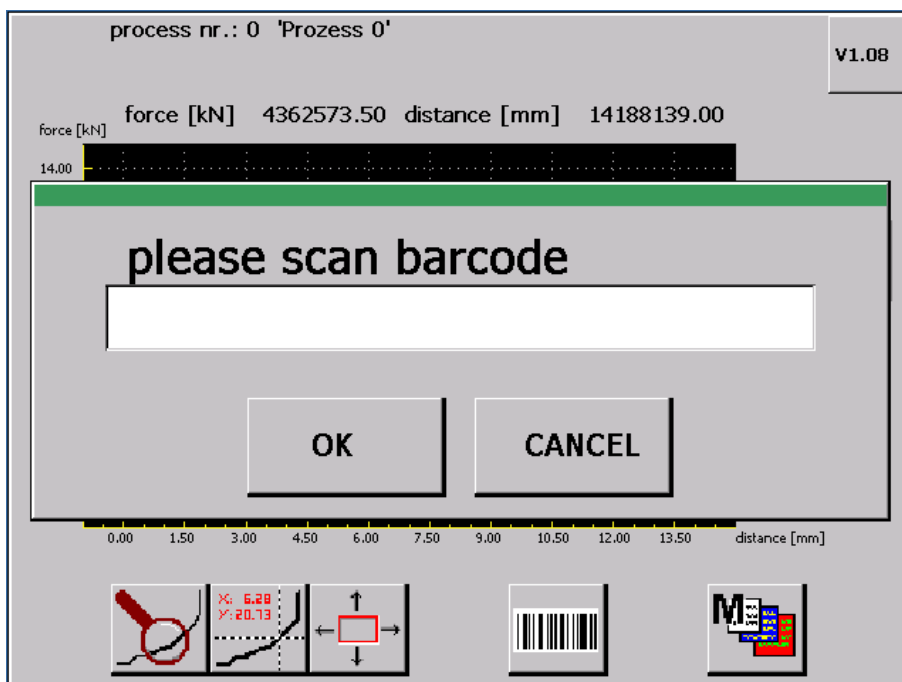 process nr.: 0 'Prozess 0'
V1.08
force [kN] 4362573.50 distance [mm] 14188139.00
force [kN]
14.00
please scan barcode
OK CANCEL
0.00 1.50 3.00 4.50 6.00 7.50 9.00 10.50 12.00 13.50 distance [mm]
X: 6.28
Y:20.73
M